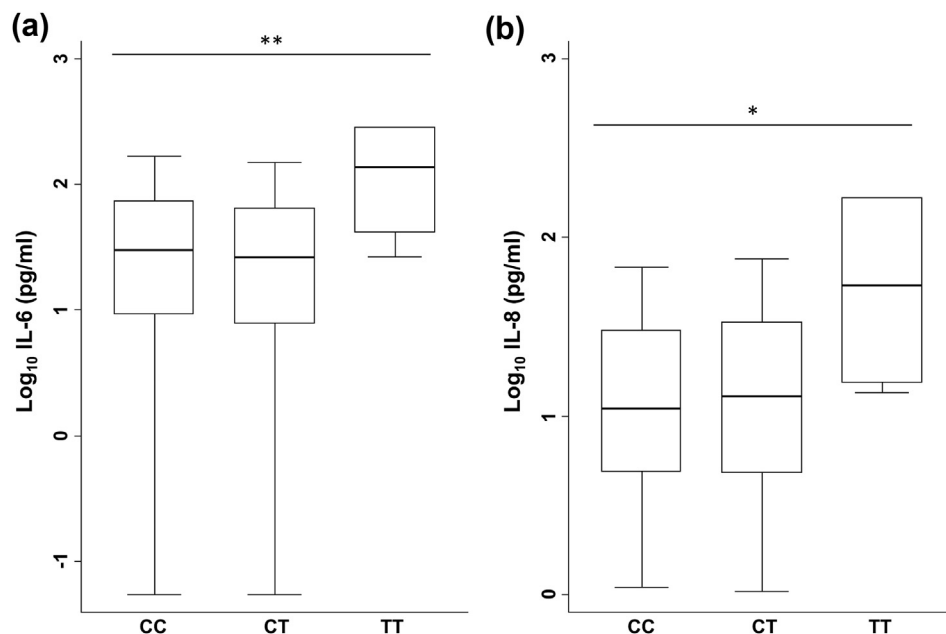 (a)
**
3
2
1
0
-1
Log₁₀ IL-6 (pg/ml)
CC CT TT
(b)
*
3
2
1
0
Log₁₀ IL-8 (pg/ml)
CC CT TT